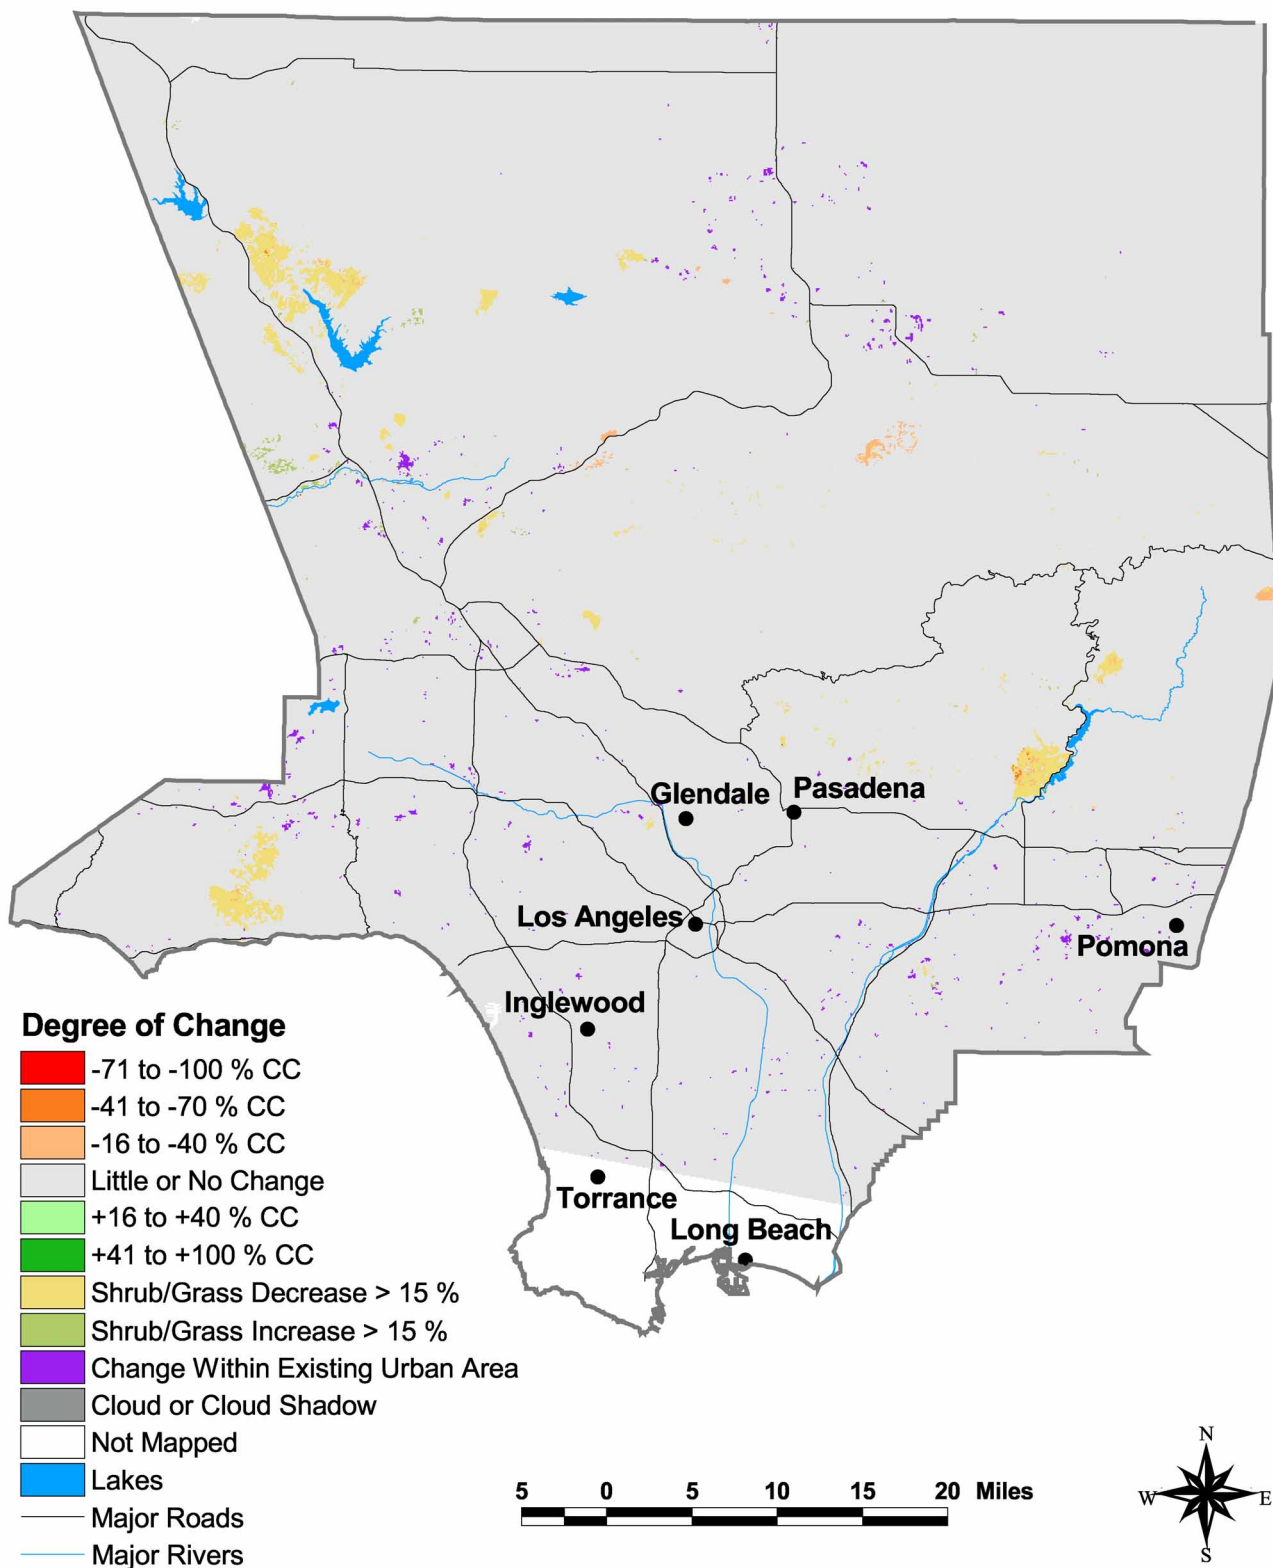 Glendale
Pasadena
Los Angeles
Pomona
Inglewood
Torrance
Long Beach
Degree of Change
-71 to -100 % CC
-41 to -70 % CC
-16 to -40 % CC
Little or No Change
+16 to +40 % CC
+41 to +100 % CC
Shrub/Grass Decrease > 15 %
Shrub/Grass Increase > 15 %
Change Within Existing Urban Area
Cloud or Cloud Shadow
Not Mapped
Lakes
Major Roads
Major Rivers
5 0 5 10 15 20 Miles
N
W E
S